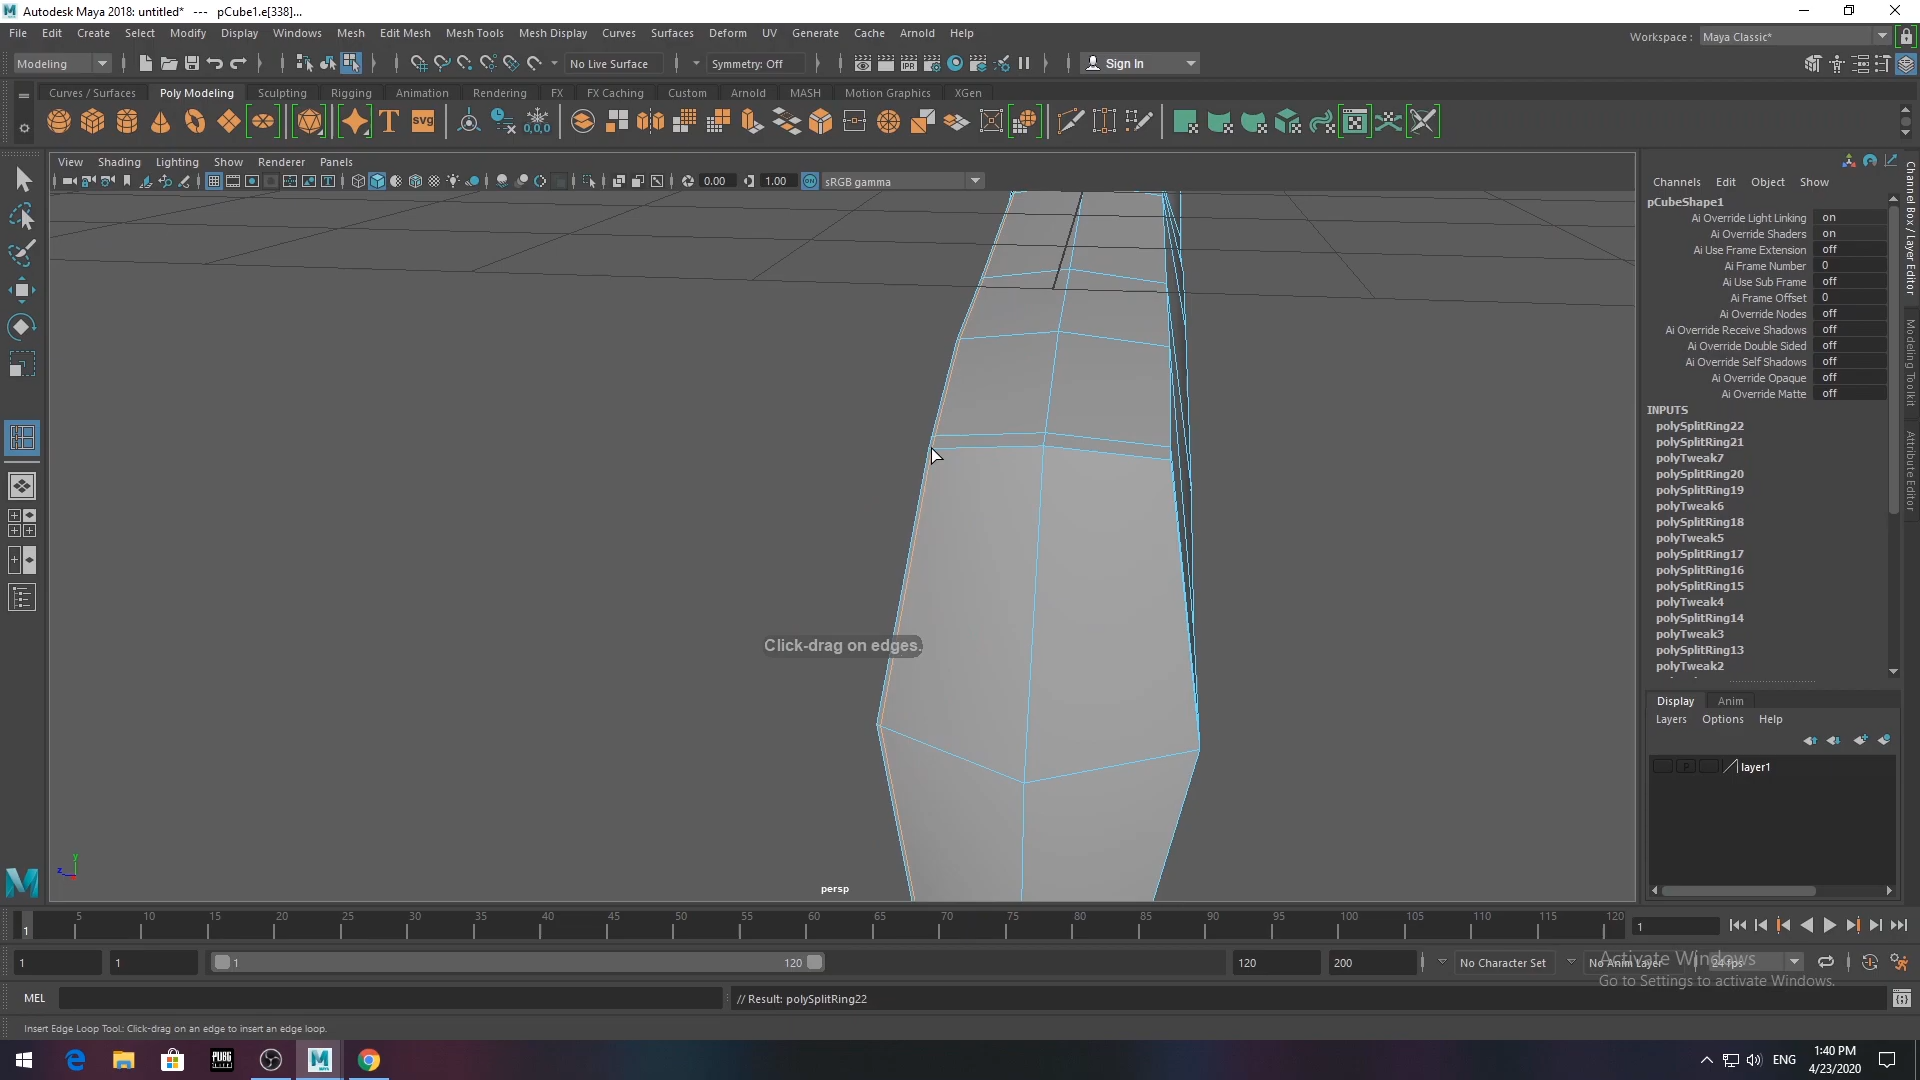 Autodesk Maya 2018: untitled* --- pCube1.e[338]...
File Edit Create Select Modify Display Windows Mesh Edit Mesh Mesh Tools Mesh Display Curves Surfaces Deform UV Generate Cache Arnold Help
Workspace : Maya Classic*
Modeling No Live Surface Symmetry: Off Sign In
Curves / Surfaces Poly Modeling Sculpting Rigging Animation Rendering FX FX Caching Custom Arnold MASH Motion Graphics XGen
View Shading Lighting Show Renderer Panels
0.00 1.00 sRGB gamma
Channels Edit Object Show
pCubeShape1
Ai Override Light Linking on
Ai Override Shaders on
Ai Use Frame Extension off
Ai Frame Number 0
Ai Use Sub Frame off
Ai Frame Offset 0
Ai Override Nodes off
Ai Override Receive Shadows off
Ai Override Double Sided off
Ai Override Self Shadows off
Ai Override Opaque off
Ai Override Matte off
INPUTS
polySplitRing22
polySplitRing21
polyTweak7
polySplitRing20
polySplitRing19
polyTweak6
polySplitRing18
polyTweak5
polySplitRing17
polySplitRing16
polySplitRing15
polyTweak4
polySplitRing14
polyTweak3
polySplitRing13
polyTweak2
Channel Box / Layer Editor
Modeling Toolkit
Attribute Editor
Click-drag on edges.
persp
Display Anim
Layers Options Help
P layer1
5 10 15 20 25 30 35 40 45 50 55 60 65 70 75 80 85 90 95 100 105 110 115 120
1 1
1 1 1 120 120 200 No Character Set No Anim Layer 24 fps
Activate Windows
Go to Settings to activate Windows.
MEL // Result: polySplitRing22
Insert Edge Loop Tool: Click-drag on an edge to insert an edge loop.
ENG 1:40 PM
4/23/2020